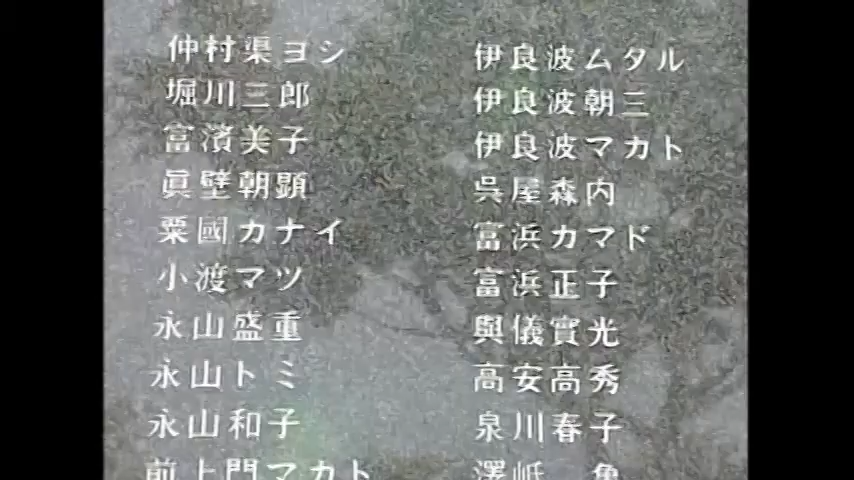 仲村渠ヨシ
堀川三郎
富濱美子
眞壁朝顕
粟國カナイ
小渡マツ
永山盛重
永山トミ
永山和子
前上門マカト
伊良波ムタル
伊良波朝三
伊良波マカト
呉屋森内
富浜カマド
富浜正子
與儀實光
高安高秀
泉川春子
澤岻　亀